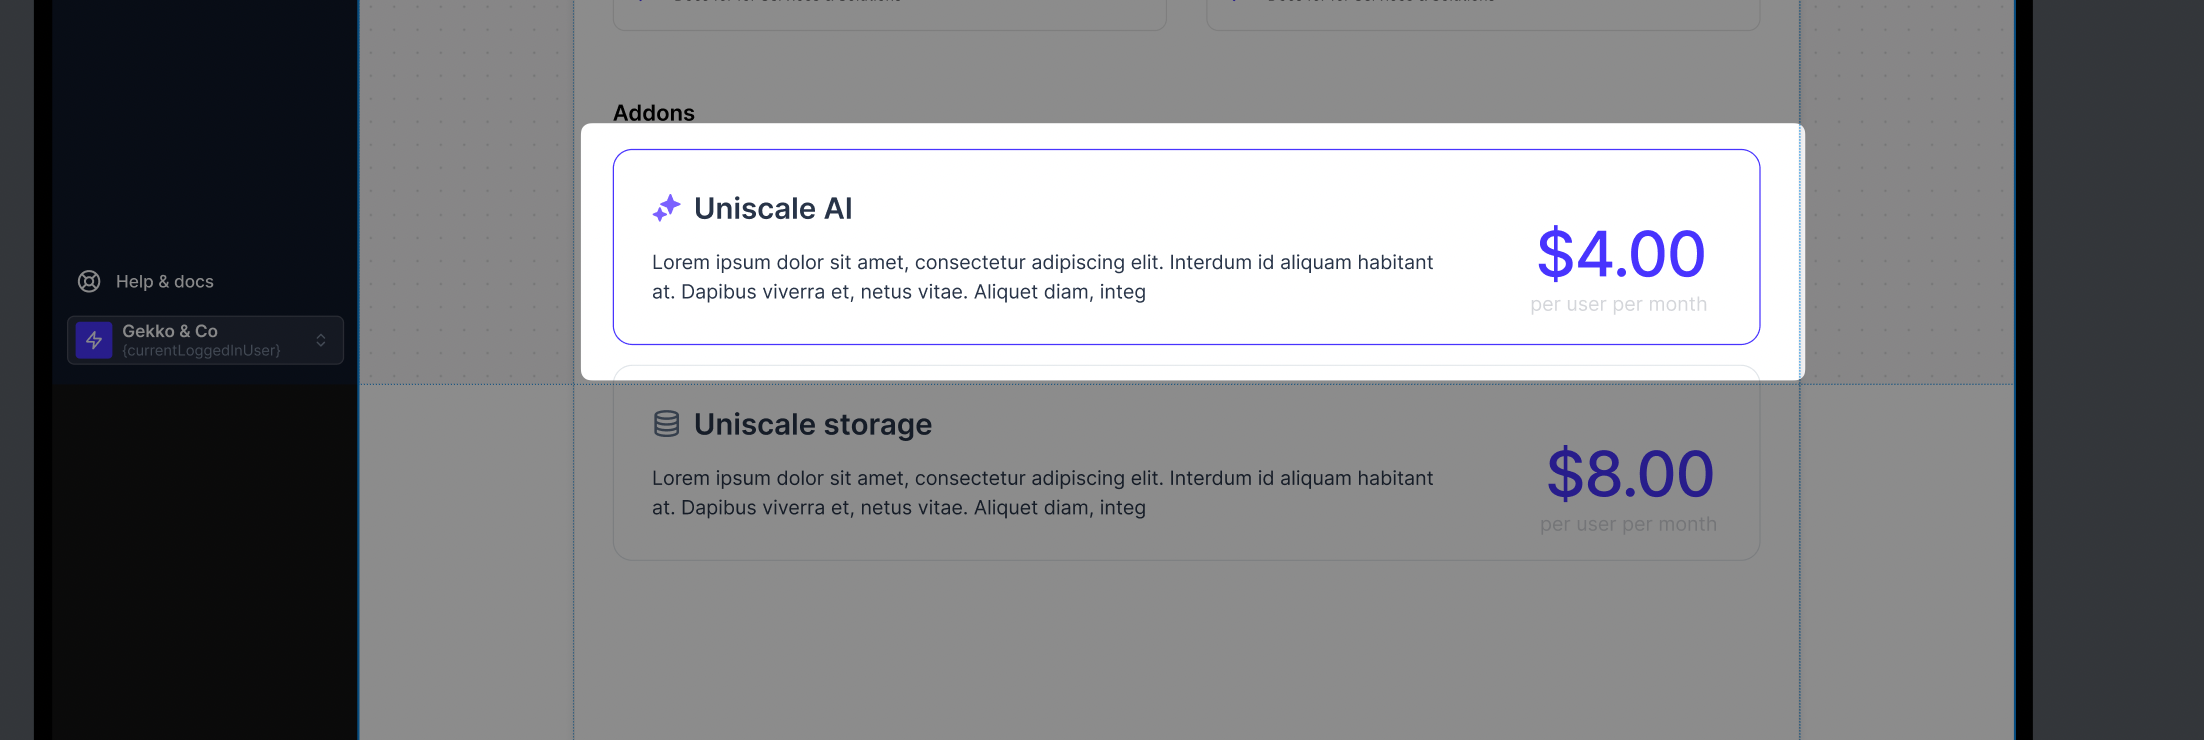 Addons
Uniscale AI
Lorem ipsum dolor sit amet, consectetur adipiscing elit. Interdum id aliquam habitant
at. Dapibus viverra et, netus vitae. Aliquet diam, integ
$4.00
per user per month
Help & docs
Gekko & Co
{currentLoggedInUser}
Uniscale storage
Lorem ipsum dolor sit amet, consectetur adipiscing elit. Interdum id aliquam habitant
at. Dapibus viverra et, netus vitae. Aliquet diam, integ
$8.00
per user per month